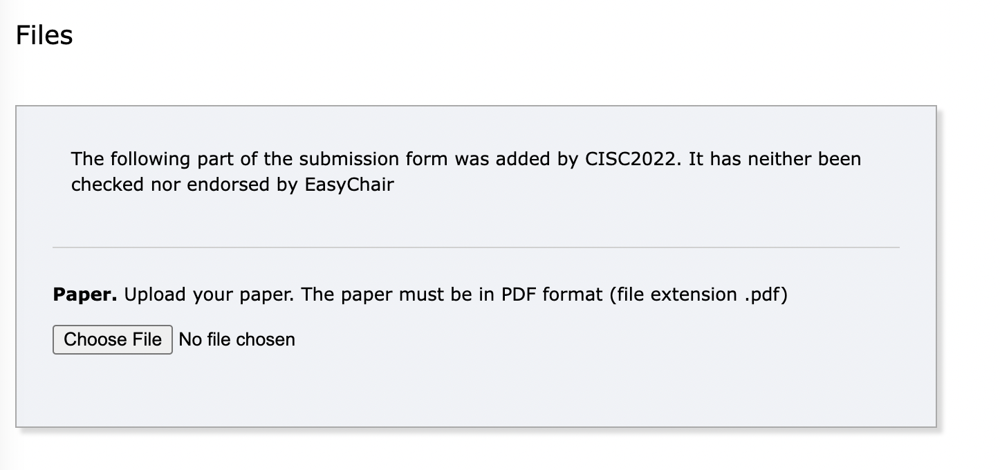 Files
The following part of the submission form was added by CISC2022. It has neither been
checked nor endorsed by EasyChair
Paper. Upload your paper. The paper must be in PDF format (file extension .pdf)
Choose File No file chosen